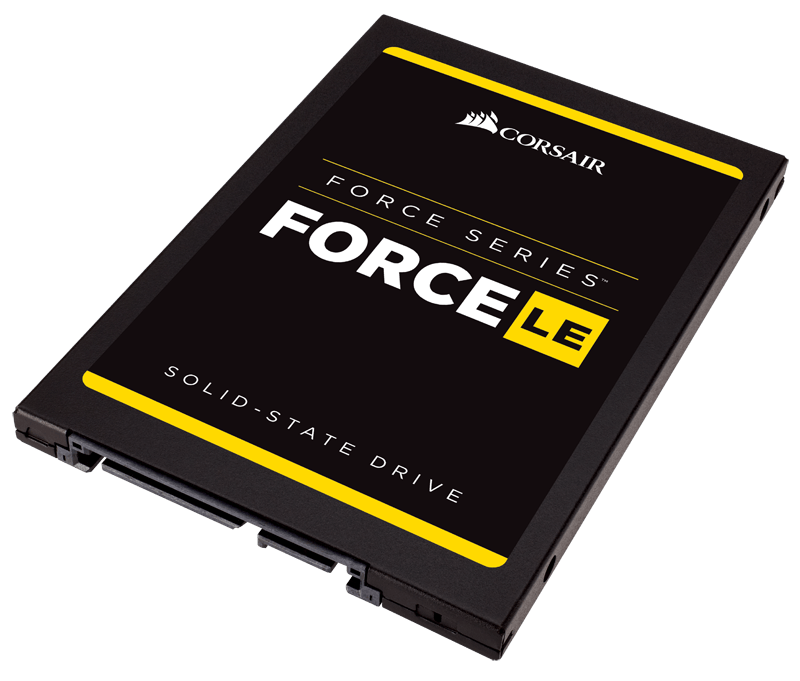 CORSAIR
FORCE SERIES™
FORCE LE
SOLID-STATE DRIVE